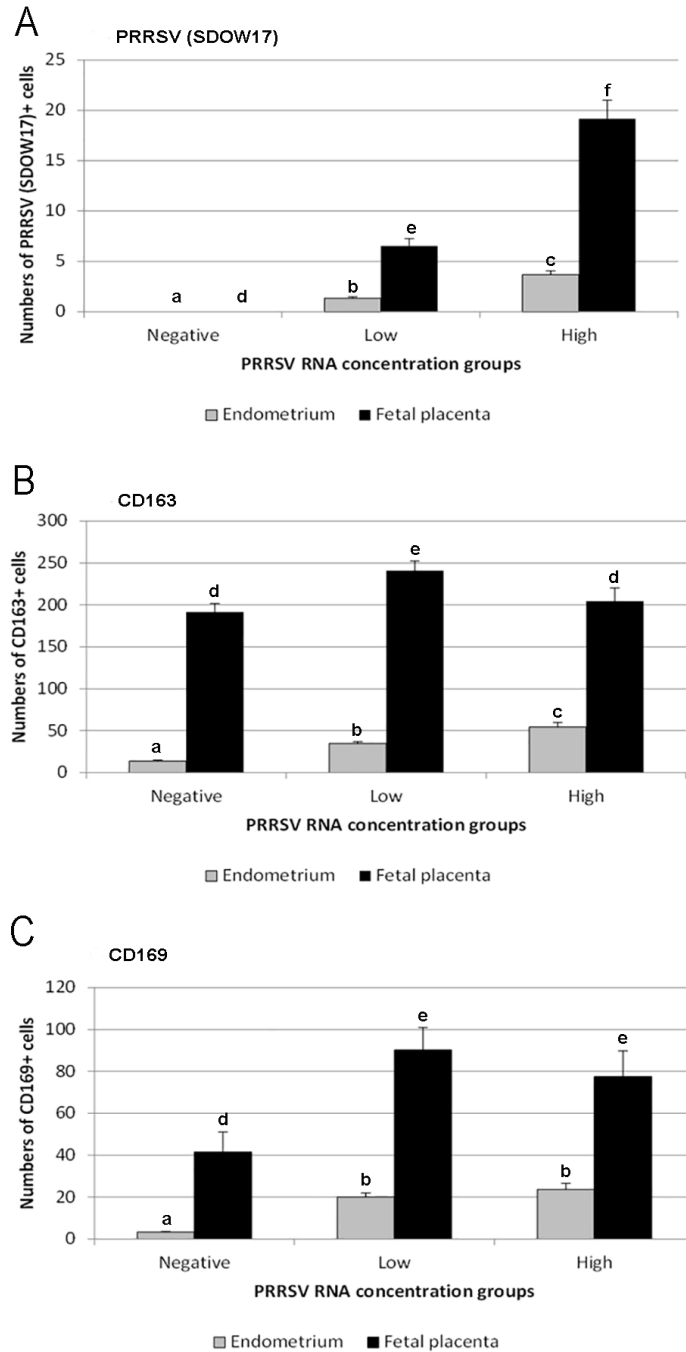 A
PRRSV (SDOW17)
Numbers of PRRSV (SDOW17)+ cells
25
20
15
10
5
0
a
d
b
e
c
f
Negative
Low
High
PRRSV RNA concentration groups
Endometrium
Fetal placenta
B
CD163
Numbers of CD163+ cells
300
250
200
150
100
50
0
a
d
b
e
c
d
Negative
Low
High
PRRSV RNA concentration groups
Endometrium
Fetal placenta
C
CD169
Numbers of CD169+ cells
120
100
80
60
40
20
0
a
d
b
e
b
e
Negative
Low
High
PRRSV RNA concentration groups
Endometrium
Fetal placenta